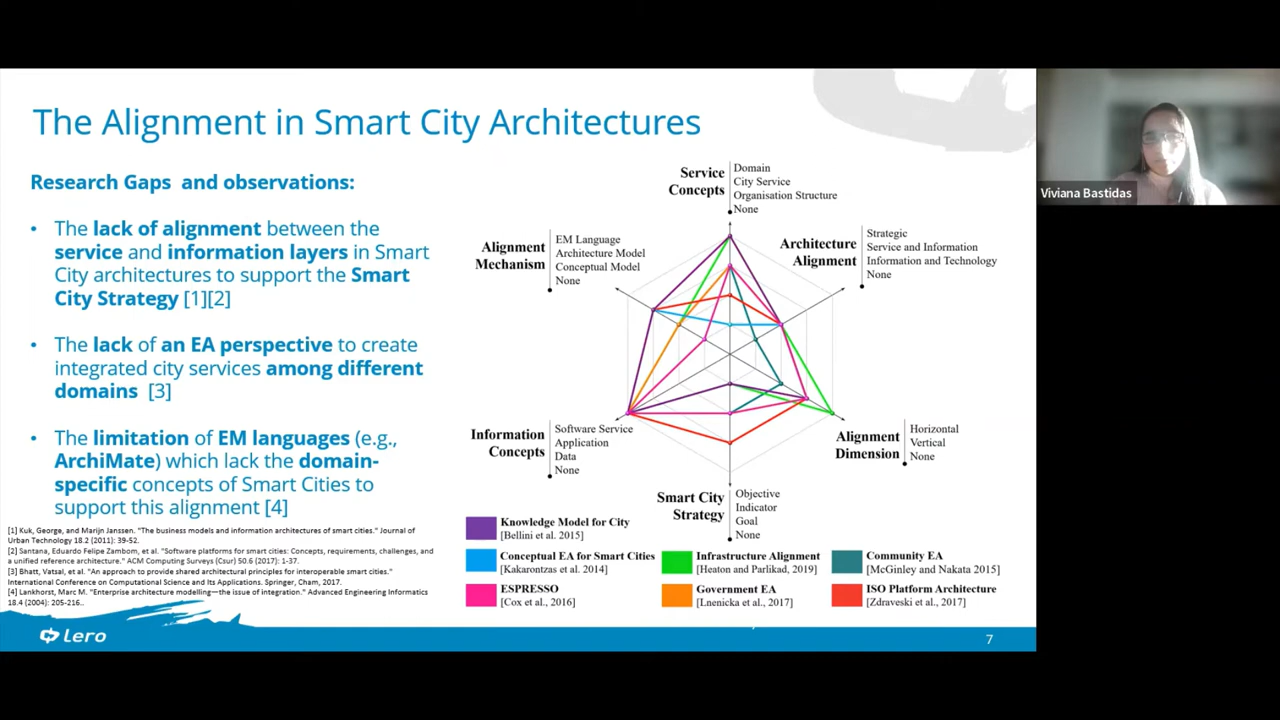 The Alignment in Smart City Architectures
Research Gaps and observations:
• The lack of alignment between the
service and information layers in Smart
City architectures to support the Smart
City Strategy [1][2]
• The lack of an EA perspective to create
integrated city services among different
domains [3]
• The limitation of EM languages (e.g.,
ArchiMate) which lack the domain-
specific concepts of Smart Cities to
support this alignment [4]
[1] Kuk, George, and Marijn Janssen. "The business models and information architectures of smart cities." Journal of
Urban Technology 18.2 (2011): 39-52.
[2] Santana, Eduardo Felipe Zambom, et al. "Software platforms for smart cities: Concepts, requirements, challenges, and
a unified reference architecture." ACM Computing Surveys (Csur) 50.6 (2017): 1-37.
[3] Bhatt, Vatsal, et al. "An approach to provide shared architectural principles for interoperable smart cities."
International Conference on Computational Science and Its Applications. Springer, Cham, 2017.
[4] Lankhorst, Marc M. "Enterprise architecture modelling—the issue of integration." Advanced Engineering Informatics
18.4 (2004): 205-216..
Service
Concepts
Domain
City Service
Organisation Structure
None
Alignment
Mechanism
EM Language
Architecture Model
Conceptual Model
None
Architecture
Alignment
Strategic
Service and Information
Information and Technology
None
Information
Concepts
Software Service
Application
Data
None
Alignment
Dimension
Horizontal
Vertical
None
Smart City
Strategy
Objective
Indicator
Goal
None
Knowledge Model for City
[Bellini et al. 2015]
Conceptual EA for Smart Cities
[Kakarontzas et al. 2014]
Infrastructure Alignment
[Heaton and Parlikad, 2019]
Community EA
[McGinley and Nakata 2015]
ESPRESSO
[Cox et al., 2016]
Government EA
[Lnenicka et al., 2017]
ISO Platform Architecture
[Zdraveski et al., 2017]
Lero
7
Viviana Bastidas